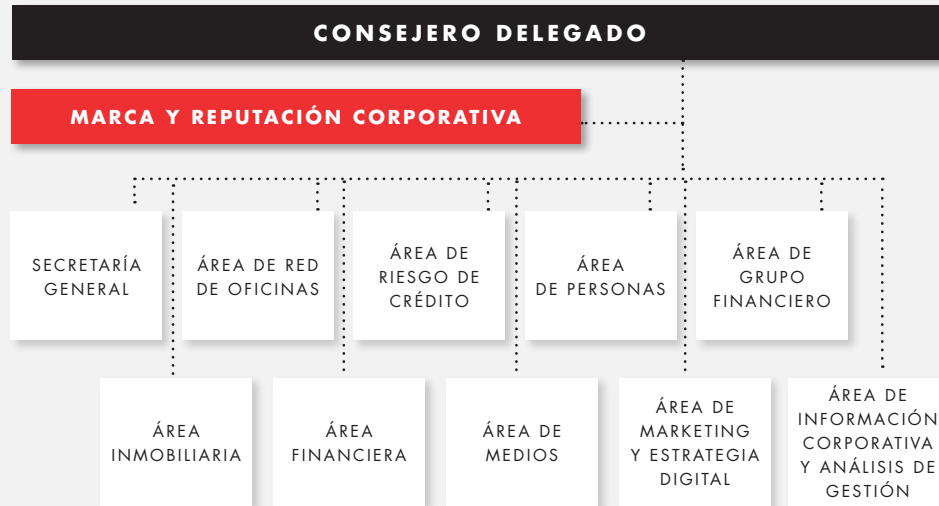 CONSEJERO DELEGADO
MARCA Y REPUTACIÓN CORPORATIVA
SECRETARÍA
GENERAL
ÁREA DE RED
DE OFICINAS
ÁREA DE
RIESGO DE
CRÉDITO
ÁREA
DE PERSONAS
ÁREA DE
GRUPO
FINANCIERO
ÁREA
INMOBILIARIA
ÁREA
FINANCIERA
ÁREA DE
MEDIOS
ÁREA DE
MARKETING
Y ESTRATEGIA
DIGITAL
ÁREA DE
INFORMACIÓN
CORPORATIVA
Y ANÁLISIS DE
GESTIÓN